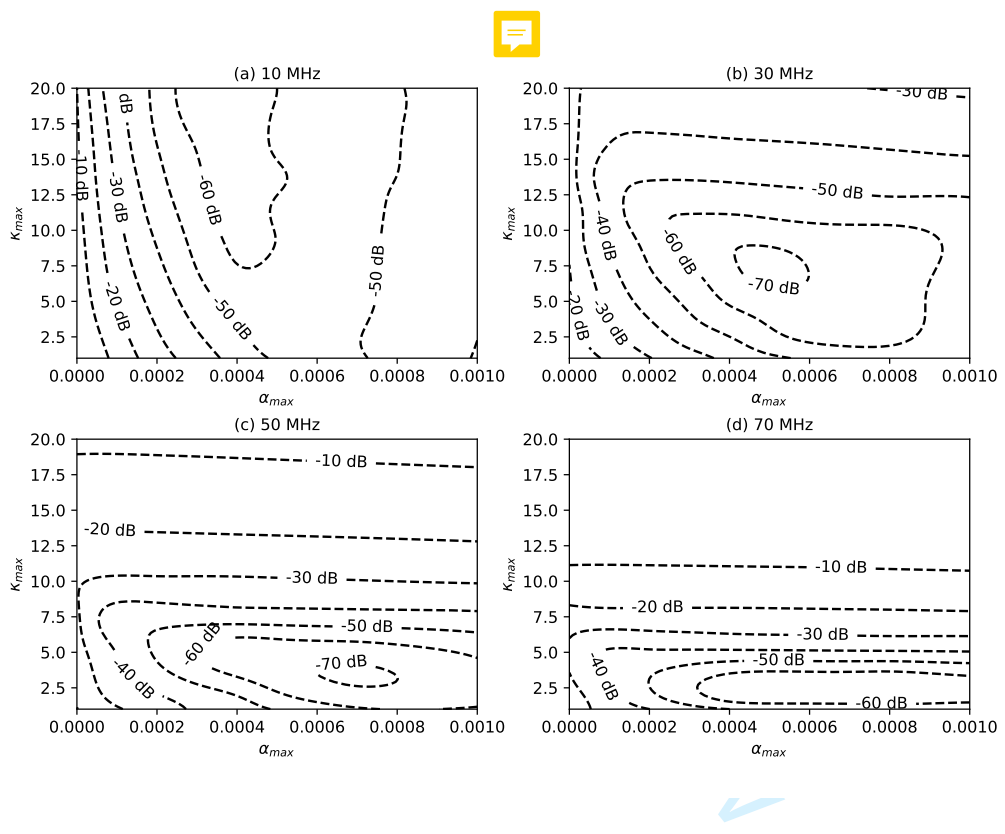 (a) 10 MHz
(b) 30 MHz
20.0
17.5
15.0
12.5
10.0
7.5
5.0
2.5
κmax
dB
-10 dB
-30 dB
-60 dB
-20 dB
-50 dB
-50 dB
0.0000
0.0002
0.0004
0.0006
0.0008
0.0010
αmax
20.0
17.5
15.0
12.5
10.0
7.5
5.0
2.5
κmax
-30 dB
-50 dB
-40 dB
-60 dB
-70 dB
-20 dB
-30 dB
0.0000
0.0002
0.0004
0.0006
0.0008
0.0010
αmax
(c) 50 MHz
(d) 70 MHz
20.0
17.5
15.0
12.5
10.0
7.5
5.0
2.5
κmax
-10 dB
-20 dB
-30 dB
-50 dB
-60 dB
-70 dB
-40 dB
0.0000
0.0002
0.0004
0.0006
0.0008
0.0010
αmax
20.0
17.5
15.0
12.5
10.0
7.5
5.0
2.5
κmax
-10 dB
-20 dB
-30 dB
-50 dB
-40 dB
-60 dB
0.0000
0.0002
0.0004
0.0006
0.0008
0.0010
αmax